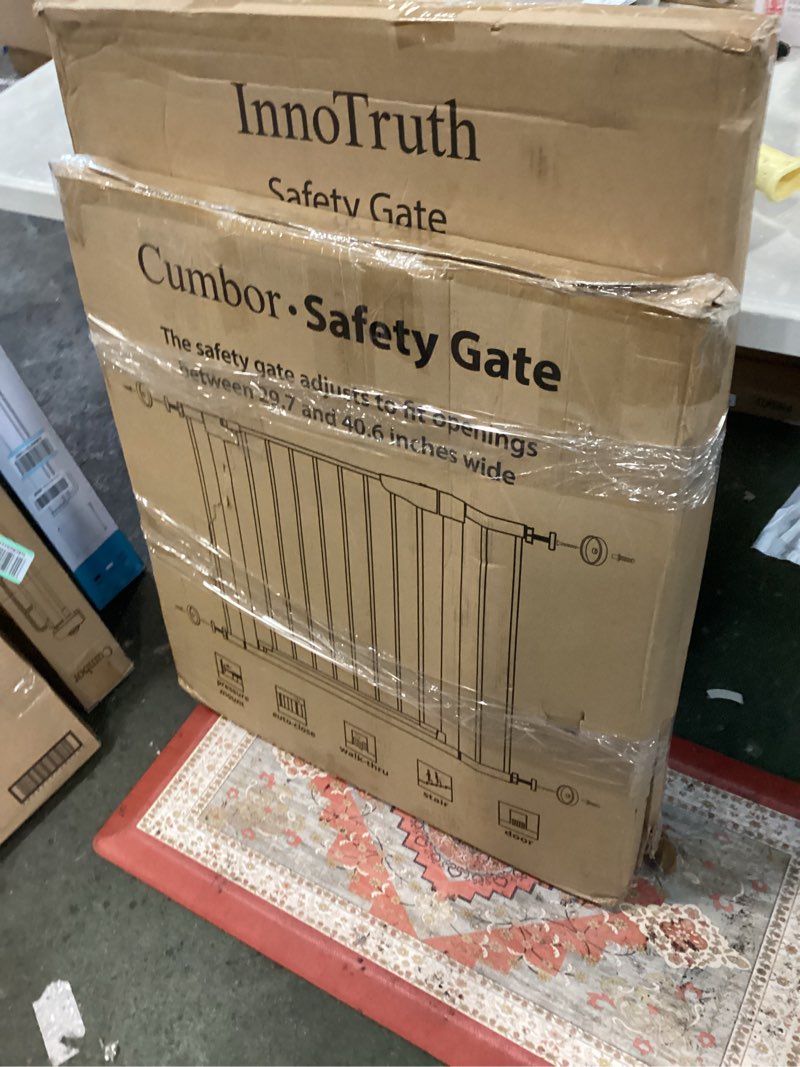 InnoTruth
Safety Gate
Cumbor · Safety Gate
The safety gate adjusts to fit openings
between 29.7 and 40.6 inches wide
pressure
mount
auto-close
walk-thru
stair
door
Cumbor